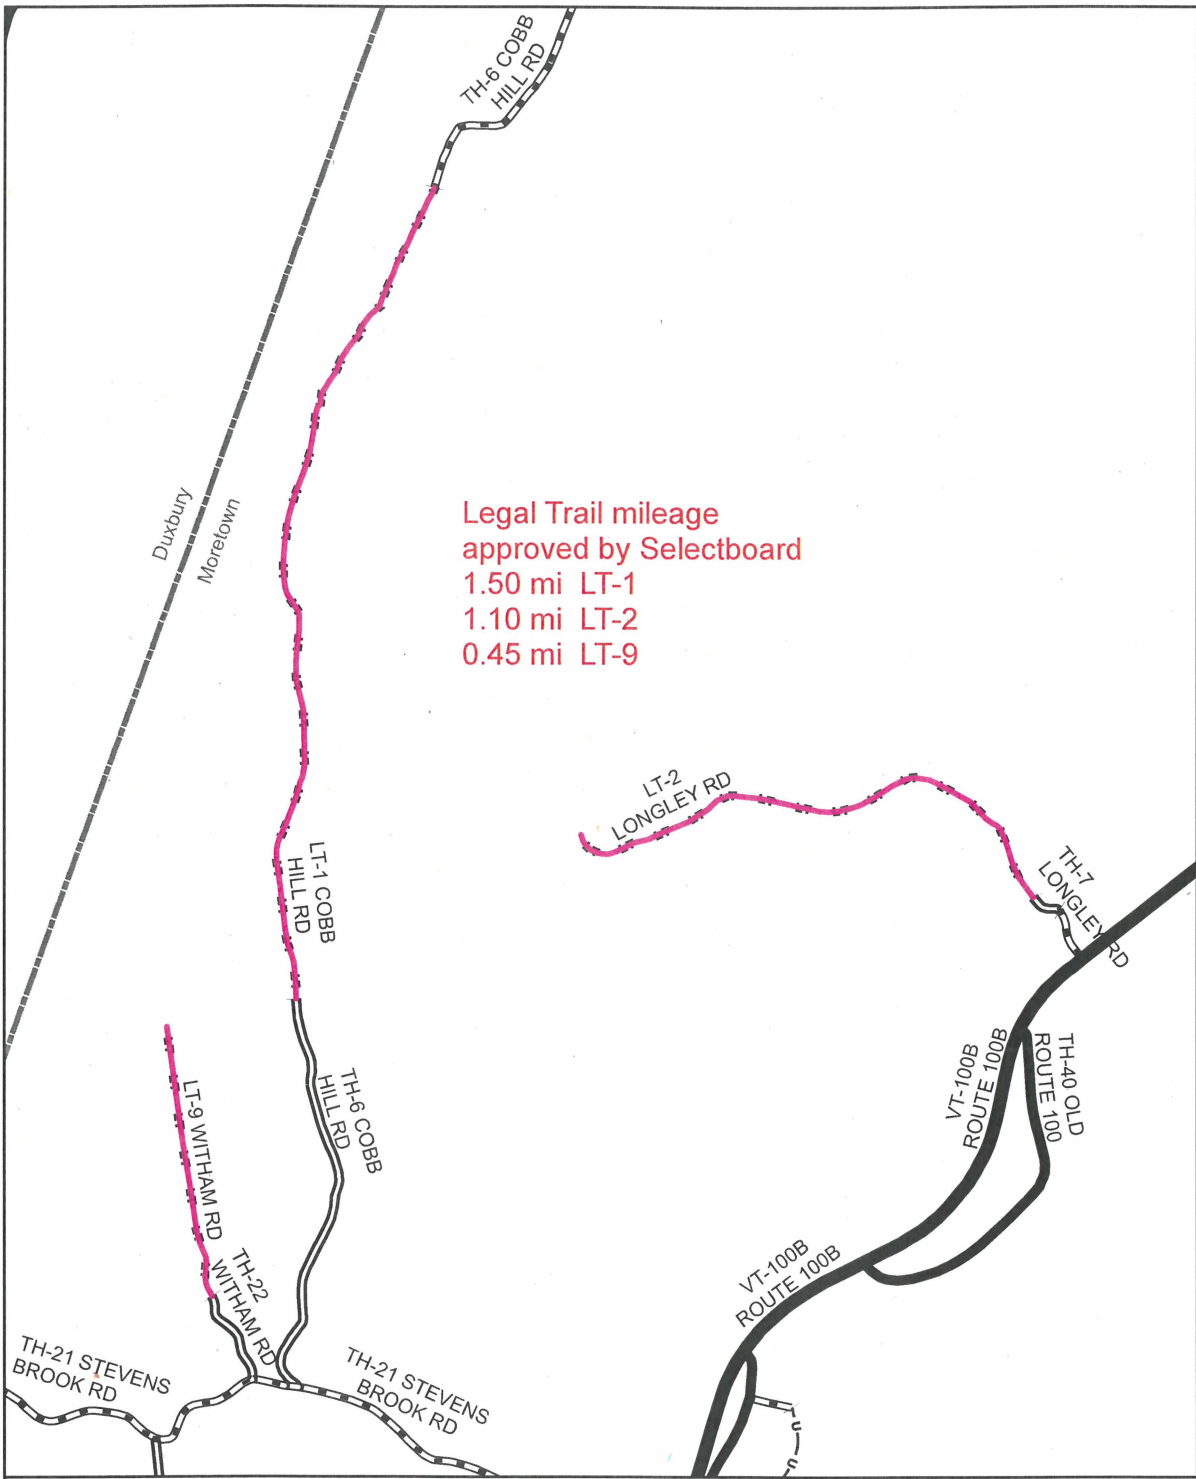 TH-6 COBB
HILL RD
Duxbury
Moretown
Legal Trail mileage
approved by Selectboard
1.50 mi LT-1
1.10 mi LT-2
0.45 mi LT-9
LT-2
LONGLEY RD
LT-1 COBB
HILL RD
TH-7
LONGLEY RD
LT-9 WITHAM RD
TH-6 COBB
HILL RD
VT-100B
ROUTE 100B
TH-40 OLD
ROUTE 100
TH-22
WITHAM RD
VT-100B
ROUTE 100B
TH-21 STEVENS
BROOK RD
TH-21 STEVENS
BROOK RD